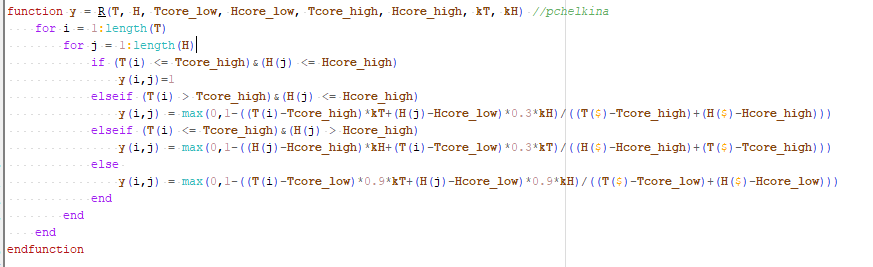 function y = R(T, H, Tcore_low, Hcore_low, Tcore_high, Hcore_high, kT, kH) //pchelkina
for i = 1:length(T)
for j = 1:length(H)
if (T(i) <= Tcore_high)&(H(j) <= Hcore_high)
y(i,j)=1
elseif (T(i) > Tcore_high)&(H(j) <= Hcore_high)
y(i,j) = max(0,1-((T(i)-Tcore_high)*kT+(H(j)-Hcore_low)*0.3*kH)/((T($)-Tcore_high)+(H($)-Hcore_high)))
elseif (T(i) <= Tcore_high)&(H(j) > Hcore_high)
y(i,j) = max(0,1-((H(j)-Hcore_high)*kH+(T(i)-Tcore_low)*0.3*kT)/((H($)-Hcore_high)+(T($)-Tcore_high)))
else
y(i,j) = max(0,1-((T(i)-Tcore_low)*0.9*kT+(H(j)-Hcore_low)*0.9*kH)/((T($)-Tcore_low)+(H($)-Hcore_low)))
end
end
end
endfunction